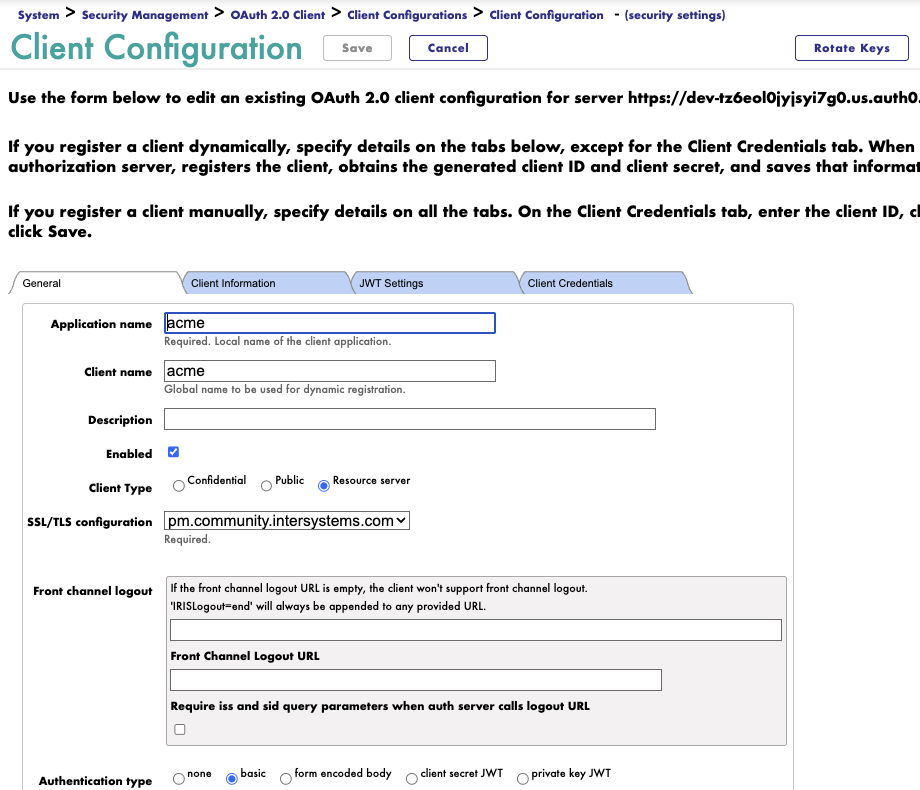 System > Security Management > OAuth 2.0 Client > Client Configurations > Client Configuration - (security settings)
Client Configuration Save Cancel Rotate Keys
Use the form below to edit an existing OAuth 2.0 client configuration for server https://dev-tz6eol0jyjsyi7g0.us.auth0.
If you register a client dynamically, specify details on the tabs below, except for the Client Credentials tab. When
authorization server, registers the client, obtains the generated client ID and client secret, and saves that informat
If you register a client manually, specify details on all the tabs. On the Client Credentials tab, enter the client ID, cl
click Save.
General Client Information JWT Settings Client Credentials
Application name acme
Required. Local name of the client application.
Client name acme
Global name to be used for dynamic registration.
Description
Enabled
Client Type Confidential Public Resource server
SSL/TLS configuration pm.community.intersystems.com
Required.
Front channel logout If the front channel logout URL is empty, the client won't support front channel logout.
'IRISLogout=end' will always be appended to any provided URL.
Front Channel Logout URL
Require iss and sid query parameters when auth server calls logout URL
Authentication type none basic form encoded body client secret JWT private key JWT